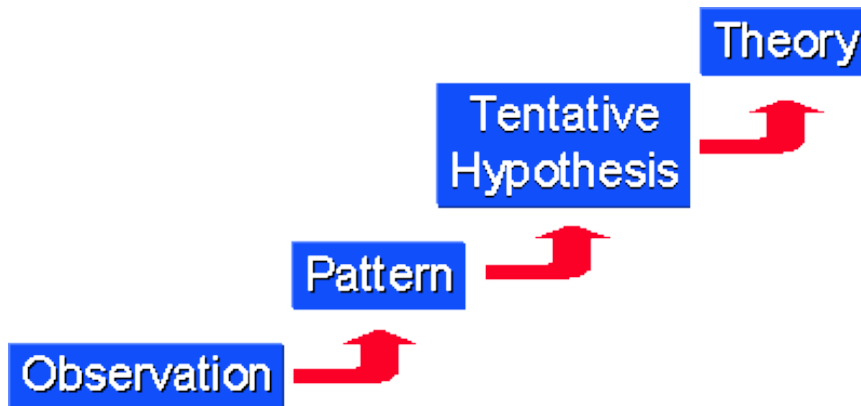 Theory
Tentative
Hypothesis
Pattern
Observation